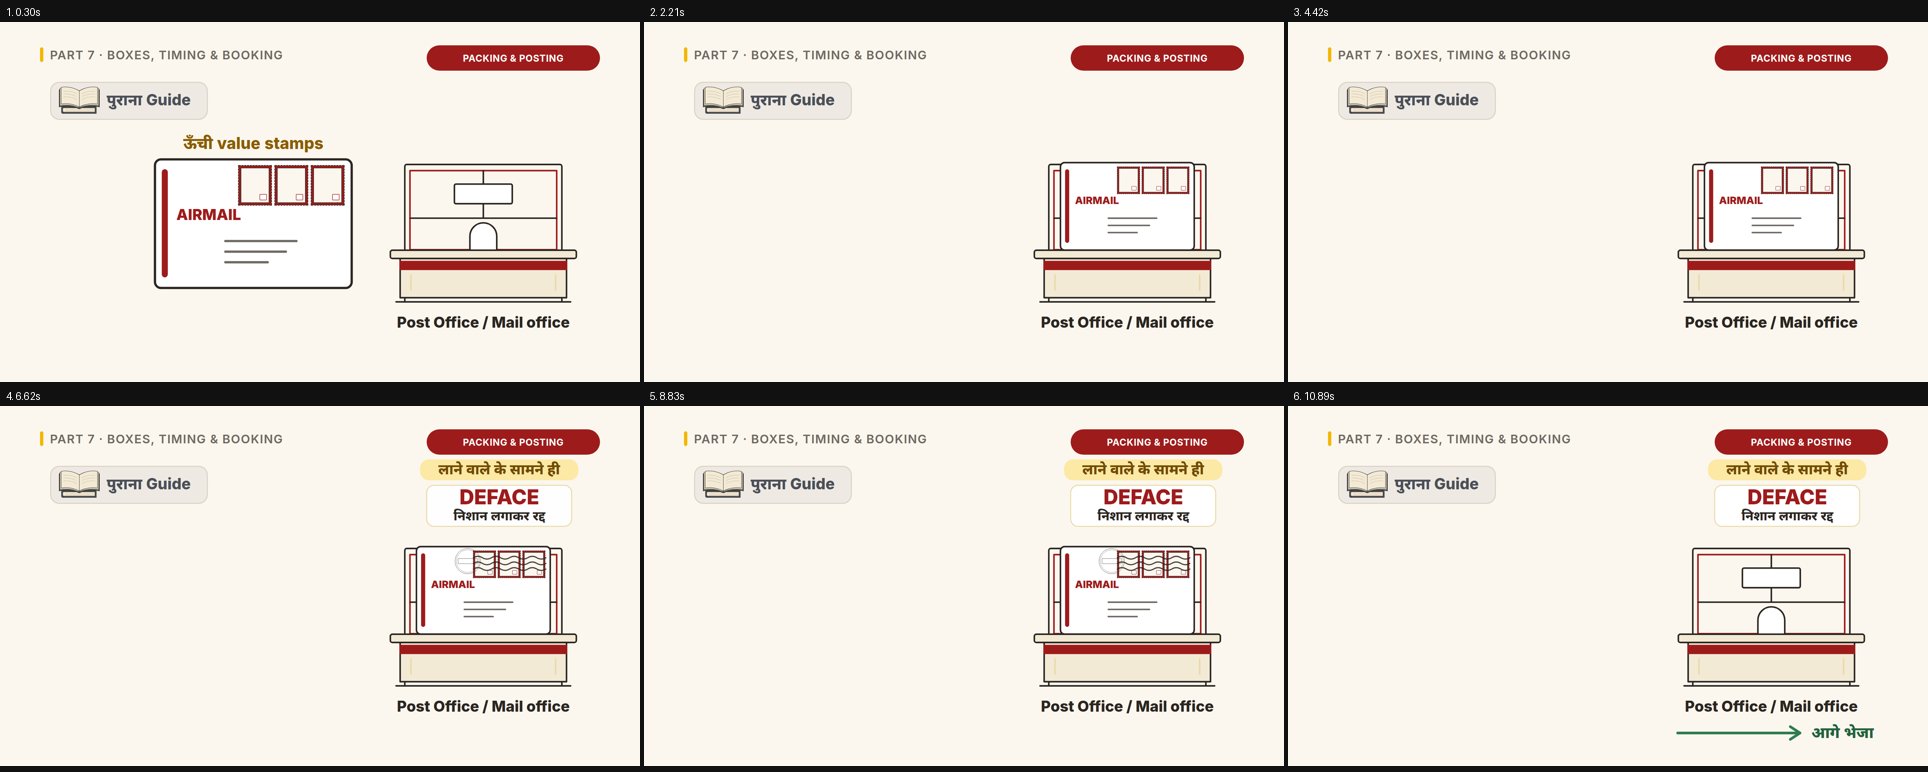 1. 0.30s
PART 7 · BOXES, TIMING & BOOKING
PACKING & POSTING
पुराना Guide
ऊँची value stamps
AIRMAIL
Post Office / Mail office
2. 2.21s
PART 7 · BOXES, TIMING & BOOKING
PACKING & POSTING
पुराना Guide
AIRMAIL
Post Office / Mail office
3. 4.42s
PART 7 · BOXES, TIMING & BOOKING
PACKING & POSTING
पुराना Guide
AIRMAIL
Post Office / Mail office
4. 6.62s
PART 7 · BOXES, TIMING & BOOKING
PACKING & POSTING
लाने वाले के सामने ही
पुराना Guide
DEFACE
निशान लगाकर रद्द
AIRMAIL
Post Office / Mail office
5. 8.83s
PART 7 · BOXES, TIMING & BOOKING
PACKING & POSTING
लाने वाले के सामने ही
पुराना Guide
DEFACE
निशान लगाकर रद्द
AIRMAIL
Post Office / Mail office
6. 10.89s
PART 7 · BOXES, TIMING & BOOKING
PACKING & POSTING
लाने वाले के सामने ही
पुराना Guide
DEFACE
निशान लगाकर रद्द
Post Office / Mail office
आगे भेजा